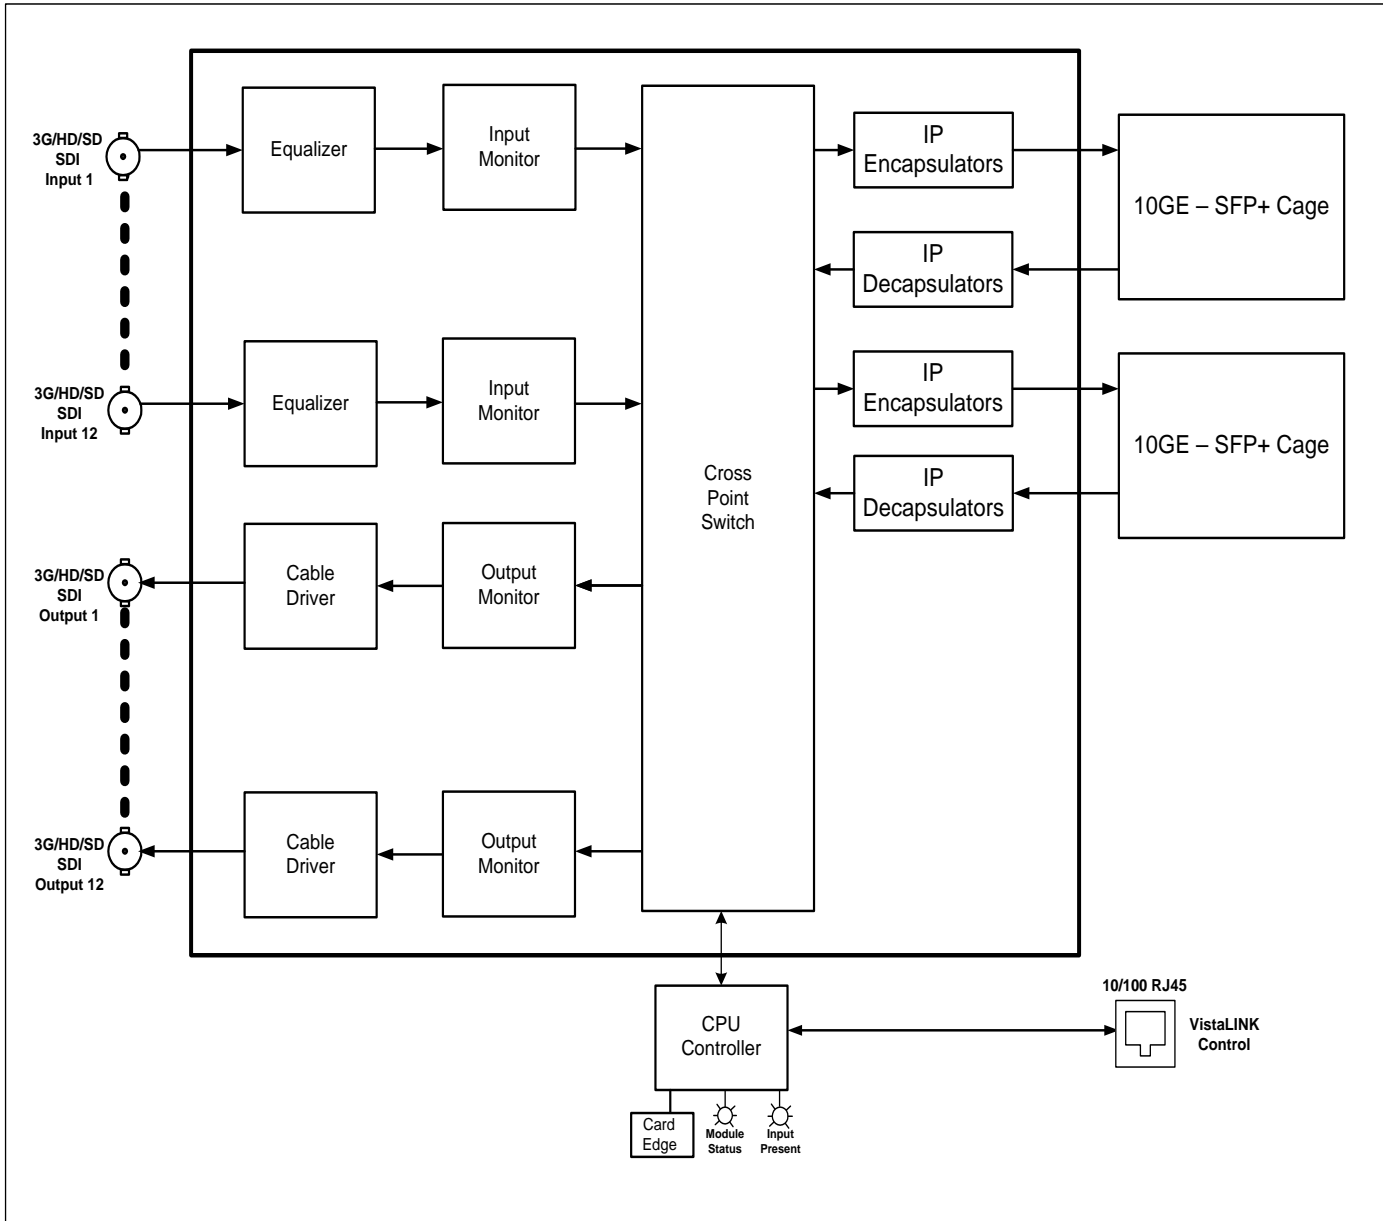 3G/HD/SD
SDI
Input 1
Equalizer
Input
Monitor
IP
Encapsulators
10GE – SFP+ Cage
IP
Decapsulators
3G/HD/SD
SDI
Input 12
Equalizer
Input
Monitor
IP
Encapsulators
10GE – SFP+ Cage
Cross
Point
Switch
IP
Decapsulators
3G/HD/SD
SDI
Output 1
Cable
Driver
Output
Monitor
3G/HD/SD
SDI
Output 12
Cable
Driver
Output
Monitor
CPU
Controller
10/100 RJ45
VistaLINK
Control
Card
Edge
Module
Status
Input
Present